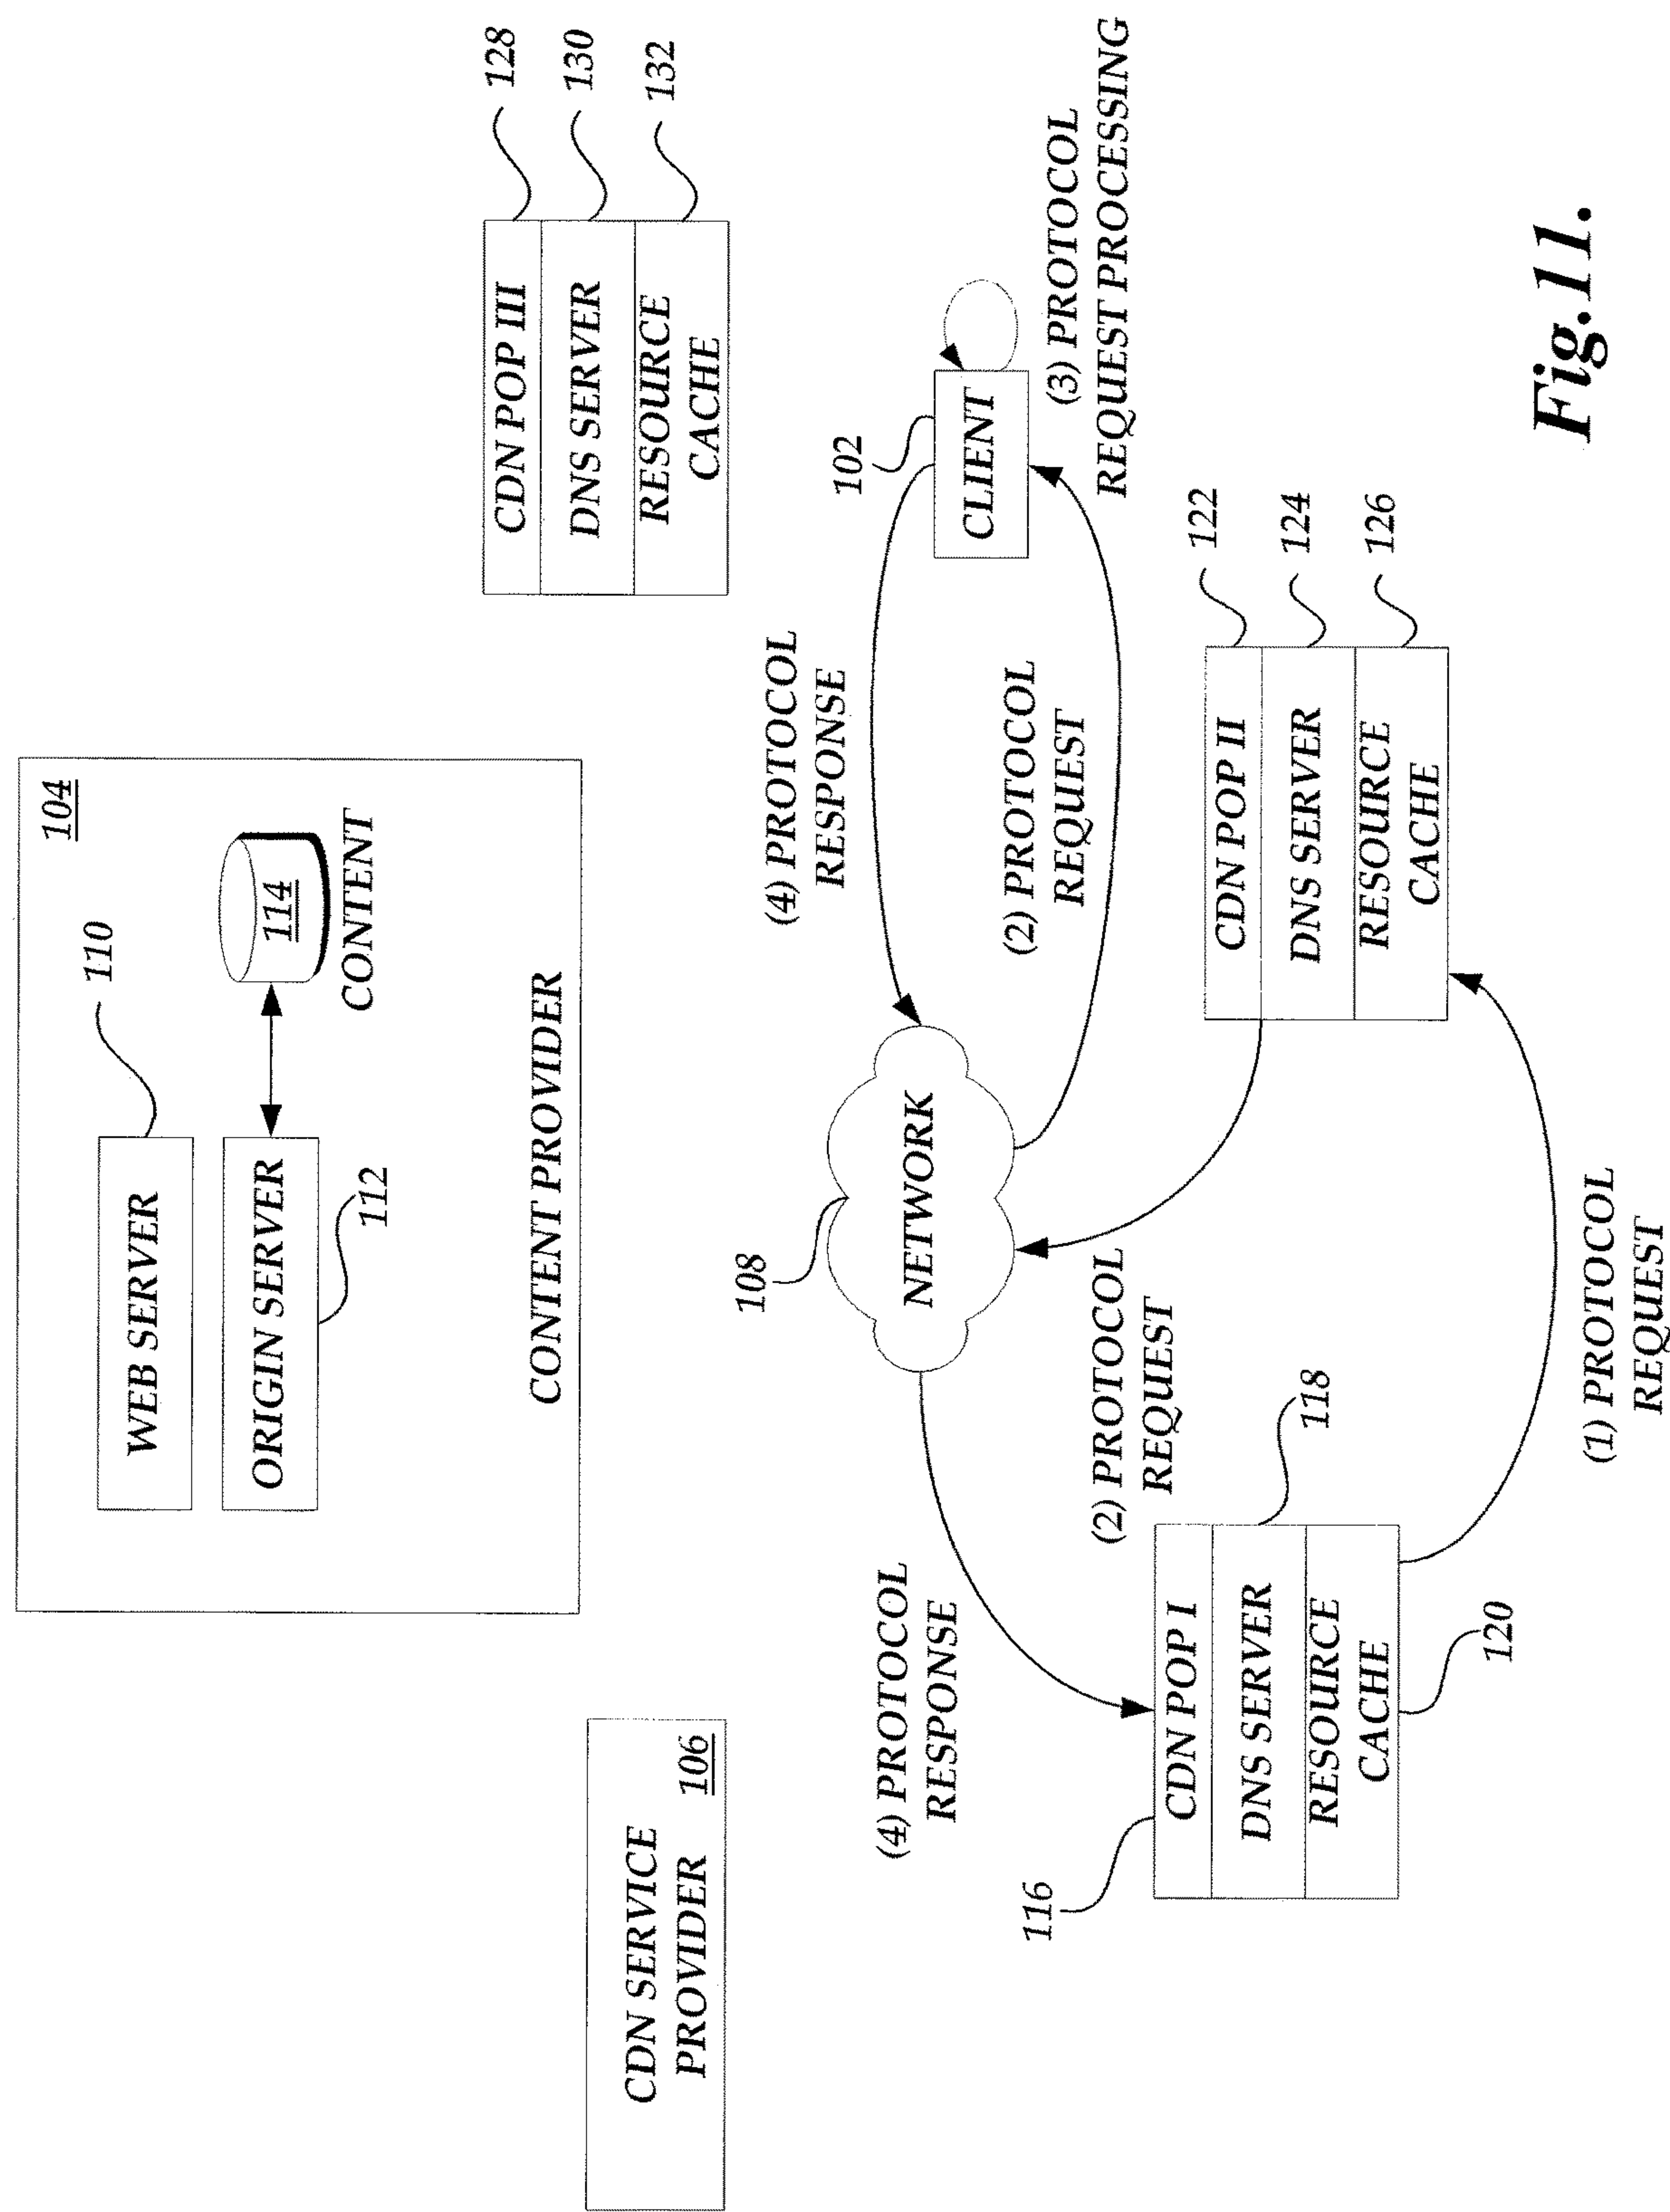 104
110
WEB SERVER
ORIGIN SERVER
112
114
CONTENT
CONTENT PROVIDER
CDN SERVICE
PROVIDER
106
128
130
132
CDN POP III
DNS SERVER
RESOURCE
CACHE
108
NETWORK
(4) PROTOCOL
RESPONSE
102
CLIENT
(2) PROTOCOL
REQUEST
(3) PROTOCOL
REQUEST PROCESSING
(4) PROTOCOL
RESPONSE
(2) PROTOCOL
REQUEST
116
CDN POP I
DNS SERVER
RESOURCE
CACHE
118
120
122
124
126
CDN POP II
DNS SERVER
RESOURCE
CACHE
(1) PROTOCOL
REQUEST
Fig.11.